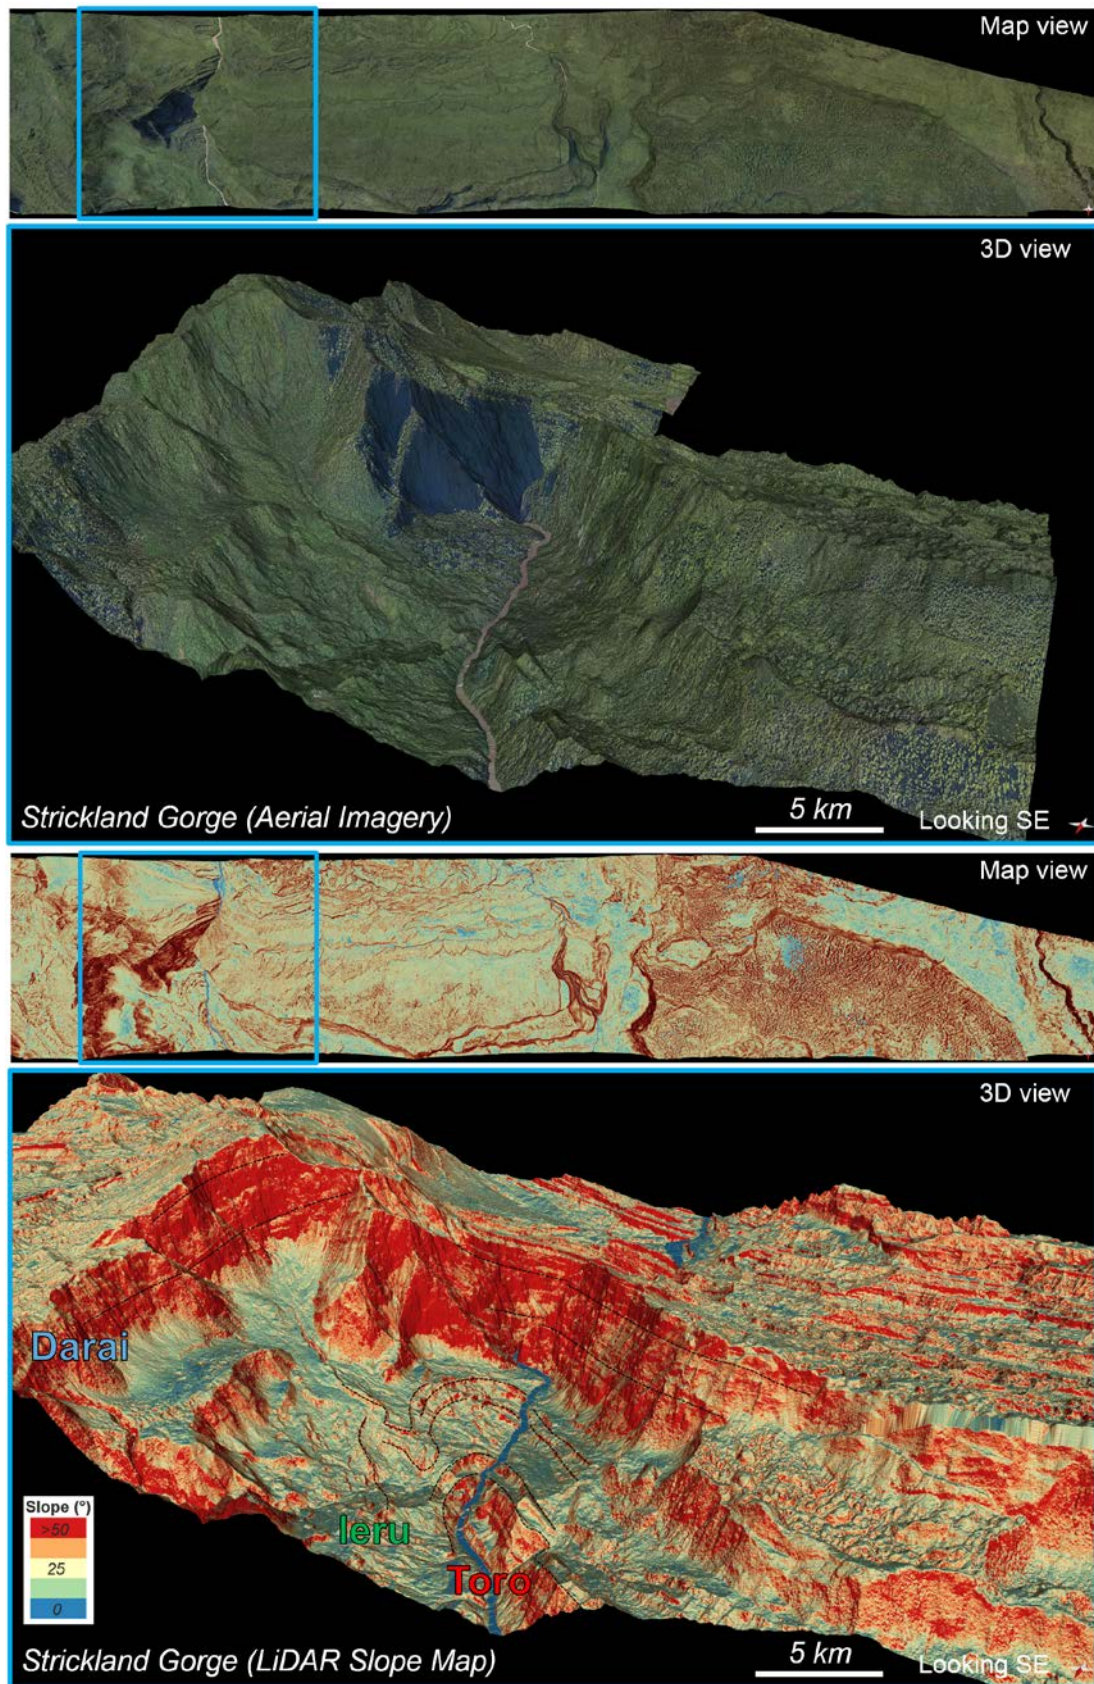 Map view
3D view
Strickland Gorge (Aerial Imagery)
5 km
Looking SE
Map view
3D view
Darai
Ieru
Toro
Slope (°)
>50
25
0
Strickland Gorge (LiDAR Slope Map)
5 km
Looking SE